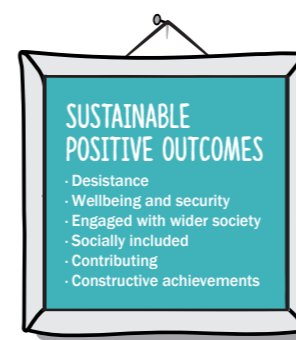 SUSTAINABLE
POSITIVE OUTCOMES
· Desistance
· Wellbeing and security
· Engaged with wider society
· Socially included
· Contributing
· Constructive achievements